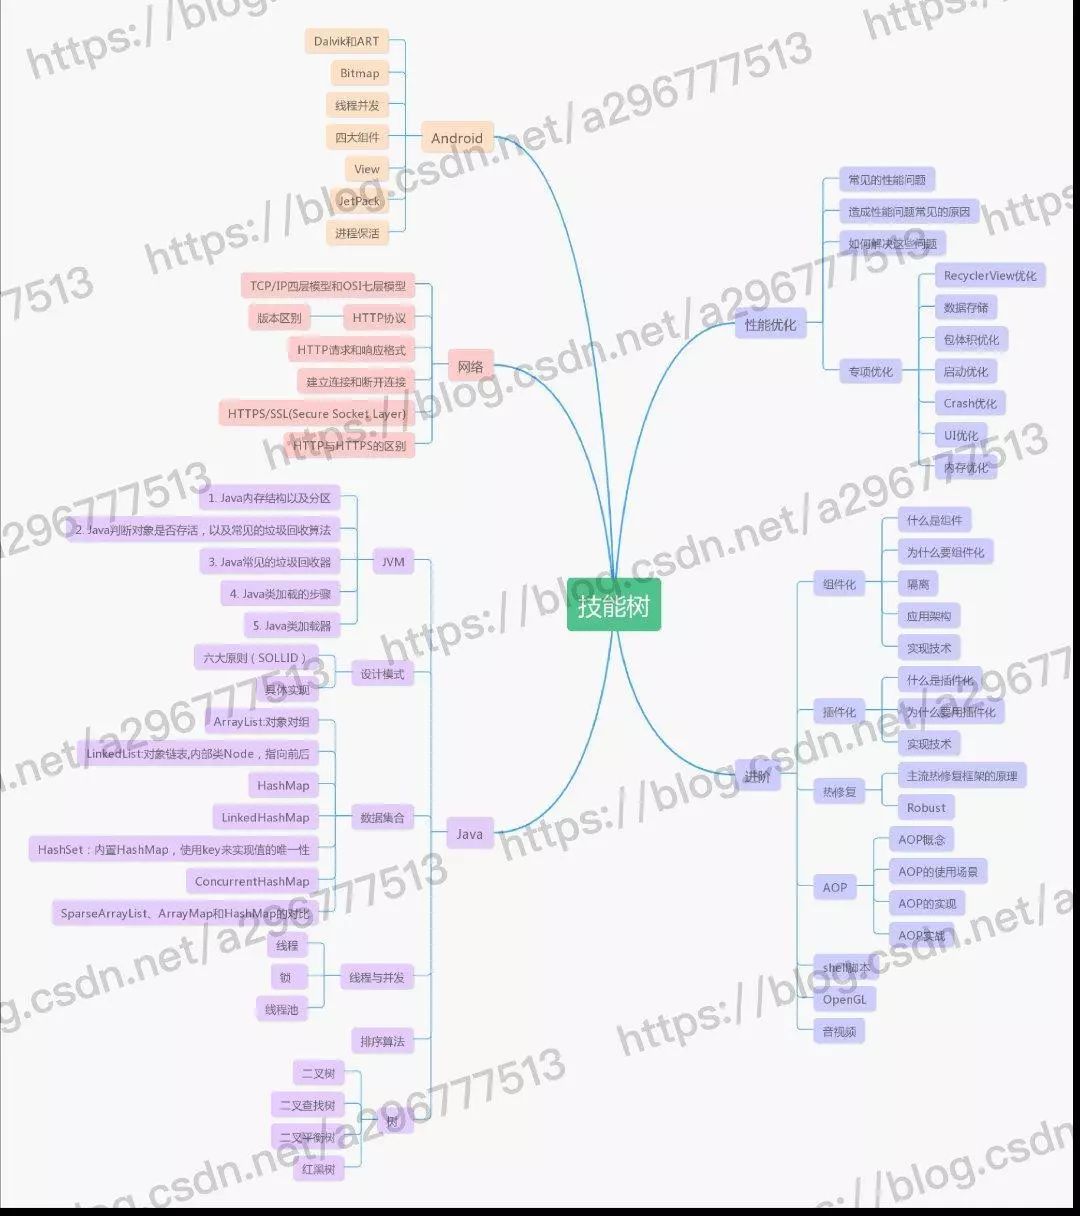 技能树
Android
Dalvik和ART
Bitmap
线程并发
四大组件
View
JetPack
进程保活
网络
TCP/IP四层模型和OSI七层模型
HTTP协议
版本区别
HTTP请求和响应格式
建立连接和断开连接
HTTPS/SSL(Secure Socket Layer)
HTTP与HTTPS的区别
Java
JVM
1. Java内存结构以及分区
2. Java判断对象是否存活，以及常见的垃圾回收算法
3. Java常见的垃圾回收器
4. Java类加载的步骤
5. Java类加载器
设计模式
六大原则（SOLLID）
具体实现
数据集合
ArrayList:对象对组
LinkedList:对象链表,内部类Node，指向前后
HashMap
LinkedHashMap
HashSet：内置HashMap，使用key来实现值的唯一性
ConcurrentHashMap
SparseArrayList、ArrayMap和HashMap的对比
线程与并发
线程
锁
线程池
排序算法
树
二叉树
二叉查找树
二叉平衡树
红黑树
性能优化
常见的性能问题
造成性能问题常见的原因
如何解决这些问题
专项优化
RecyclerView优化
数据存储
包体积优化
启动优化
Crash优化
UI优化
内存优化
进阶
组件化
什么是组件
为什么要组件化
隔离
应用架构
实现技术
插件化
什么是插件化
为什么要用插件化
实现技术
热修复
主流热修复框架的原理
Robust
AOP
AOP概念
AOP的使用场景
AOP的实现
AOP实战
shell脚本
OpenGL
音视频
https://blog.csdn.net/a296777513